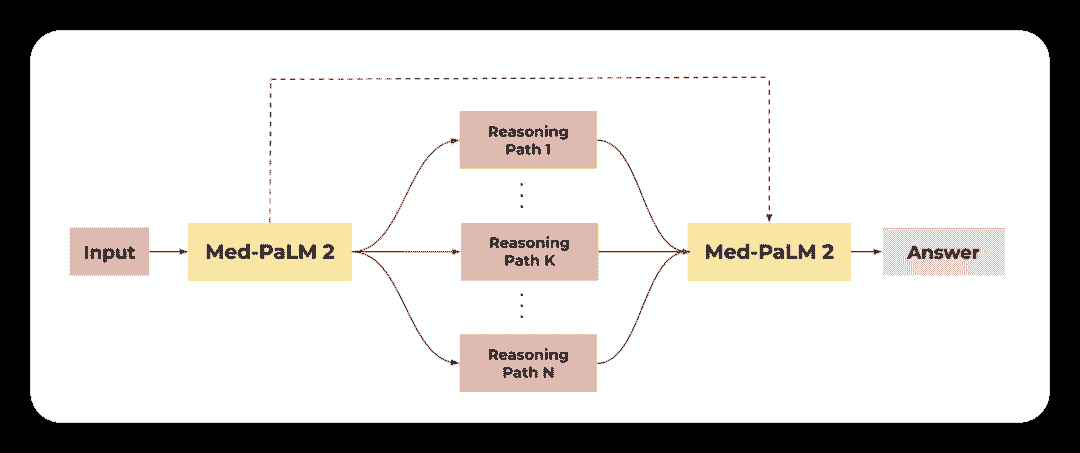 Reasoning
Path 1
Input
Med-PaLM 2
Reasoning
Path K
Med-PaLM 2
Answer
Reasoning
Path N